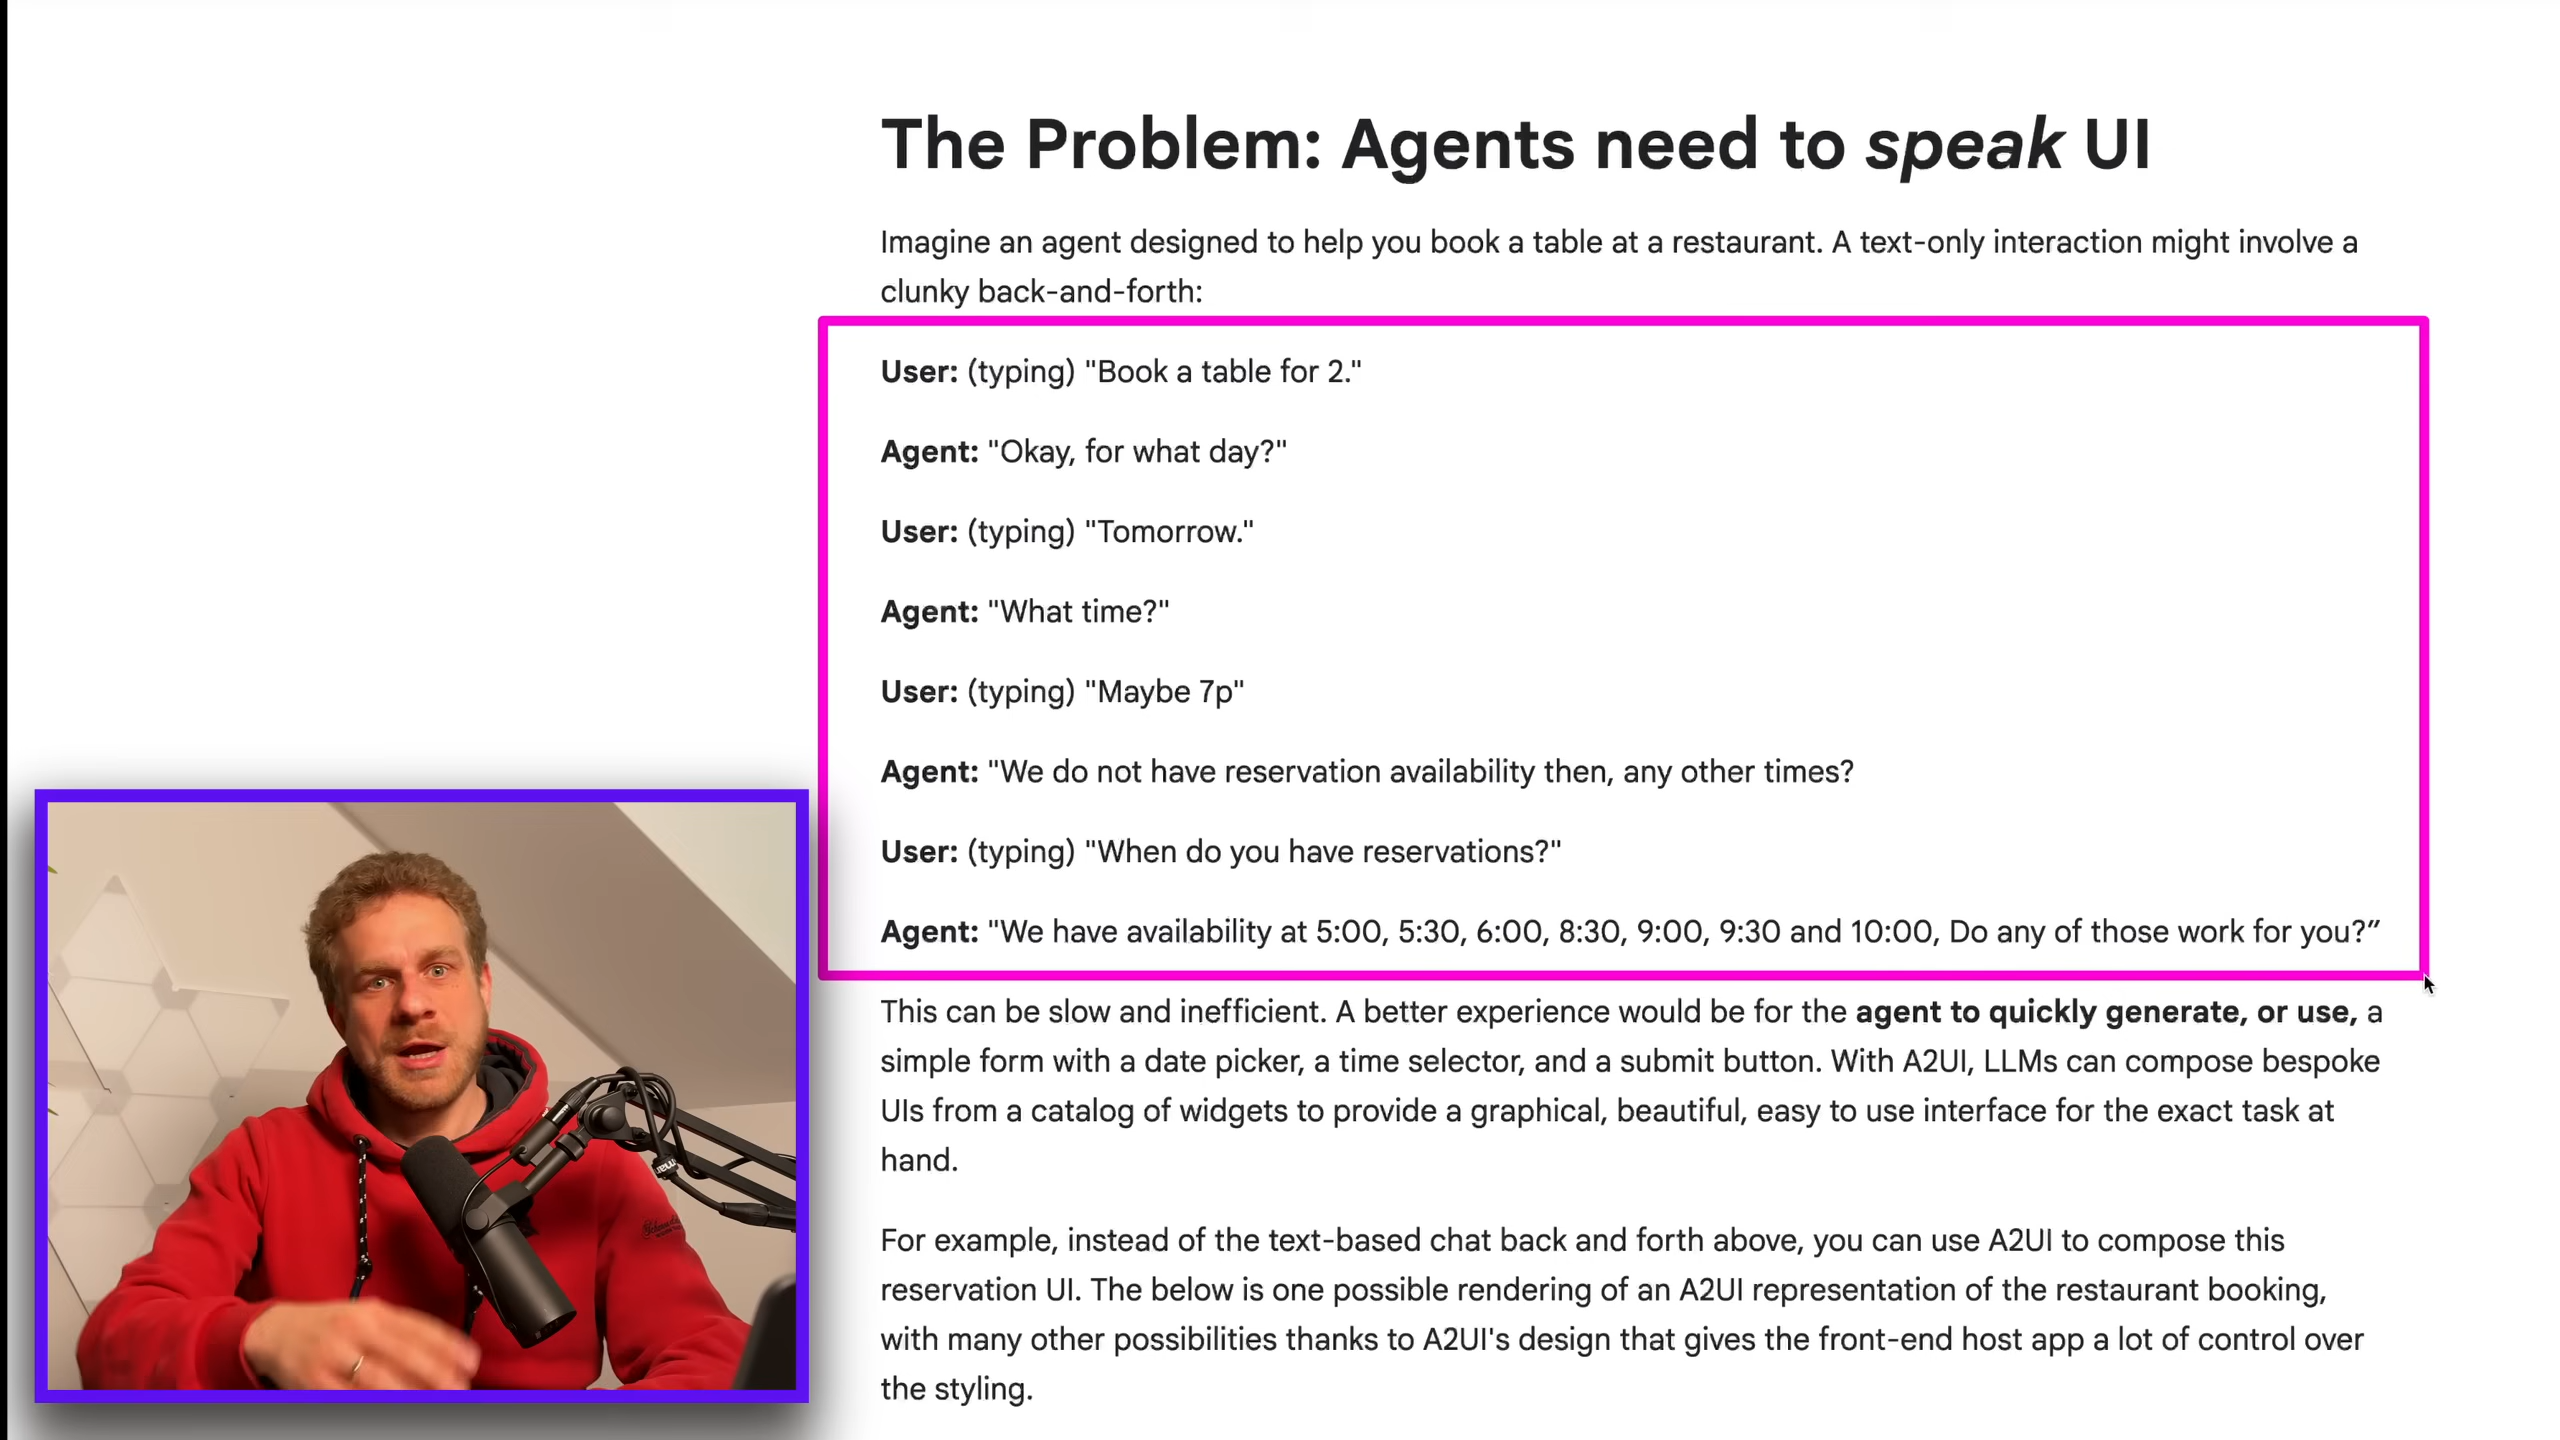 The Problem: Agents need to speak UI
Imagine an agent designed to help you book a table at a restaurant. A text-only interaction might involve a
clunky back-and-forth:
User: (typing) "Book a table for 2."
Agent: "Okay, for what day?"
User: (typing) "Tomorrow."
Agent: "What time?"
User: (typing) "Maybe 7p"
Agent: "We do not have reservation availability then, any other times?
User: (typing) "When do you have reservations?"
Agent: "We have availability at 5:00, 5:30, 6:00, 8:30, 9:00, 9:30 and 10:00, Do any of those work for you?”
This can be slow and inefficient. A better experience would be for the agent to quickly generate, or use, a
simple form with a date picker, a time selector, and a submit button. With A2UI, LLMs can compose bespoke
UIs from a catalog of widgets to provide a graphical, beautiful, easy to use interface for the exact task at
hand.
For example, instead of the text-based chat back and forth above, you can use A2UI to compose this
reservation UI. The below is one possible rendering of an A2UI representation of the restaurant booking,
with many other possibilities thanks to A2UI's design that gives the front-end host app a lot of control over
the styling.